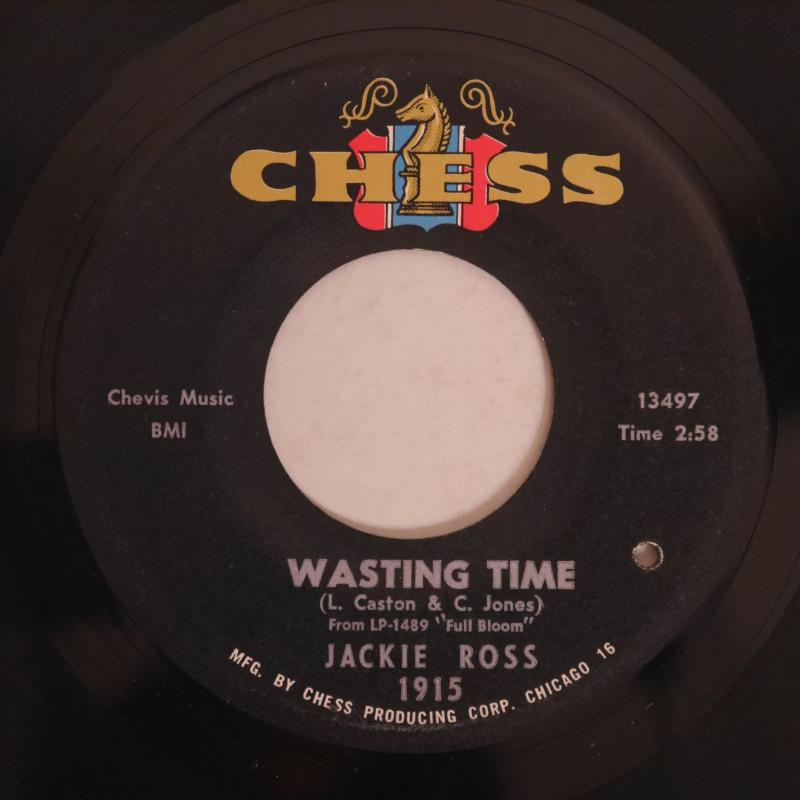 CHESS
Chevis Music
BMI
13497
Time 2:58
WASTING TIME
(L. Caston & C. Jones)
From LP-1489 "Full Bloom"
JACKIE ROSS
1915
MFG. BY CHESS PRODUCING CORP. CHICAGO 16